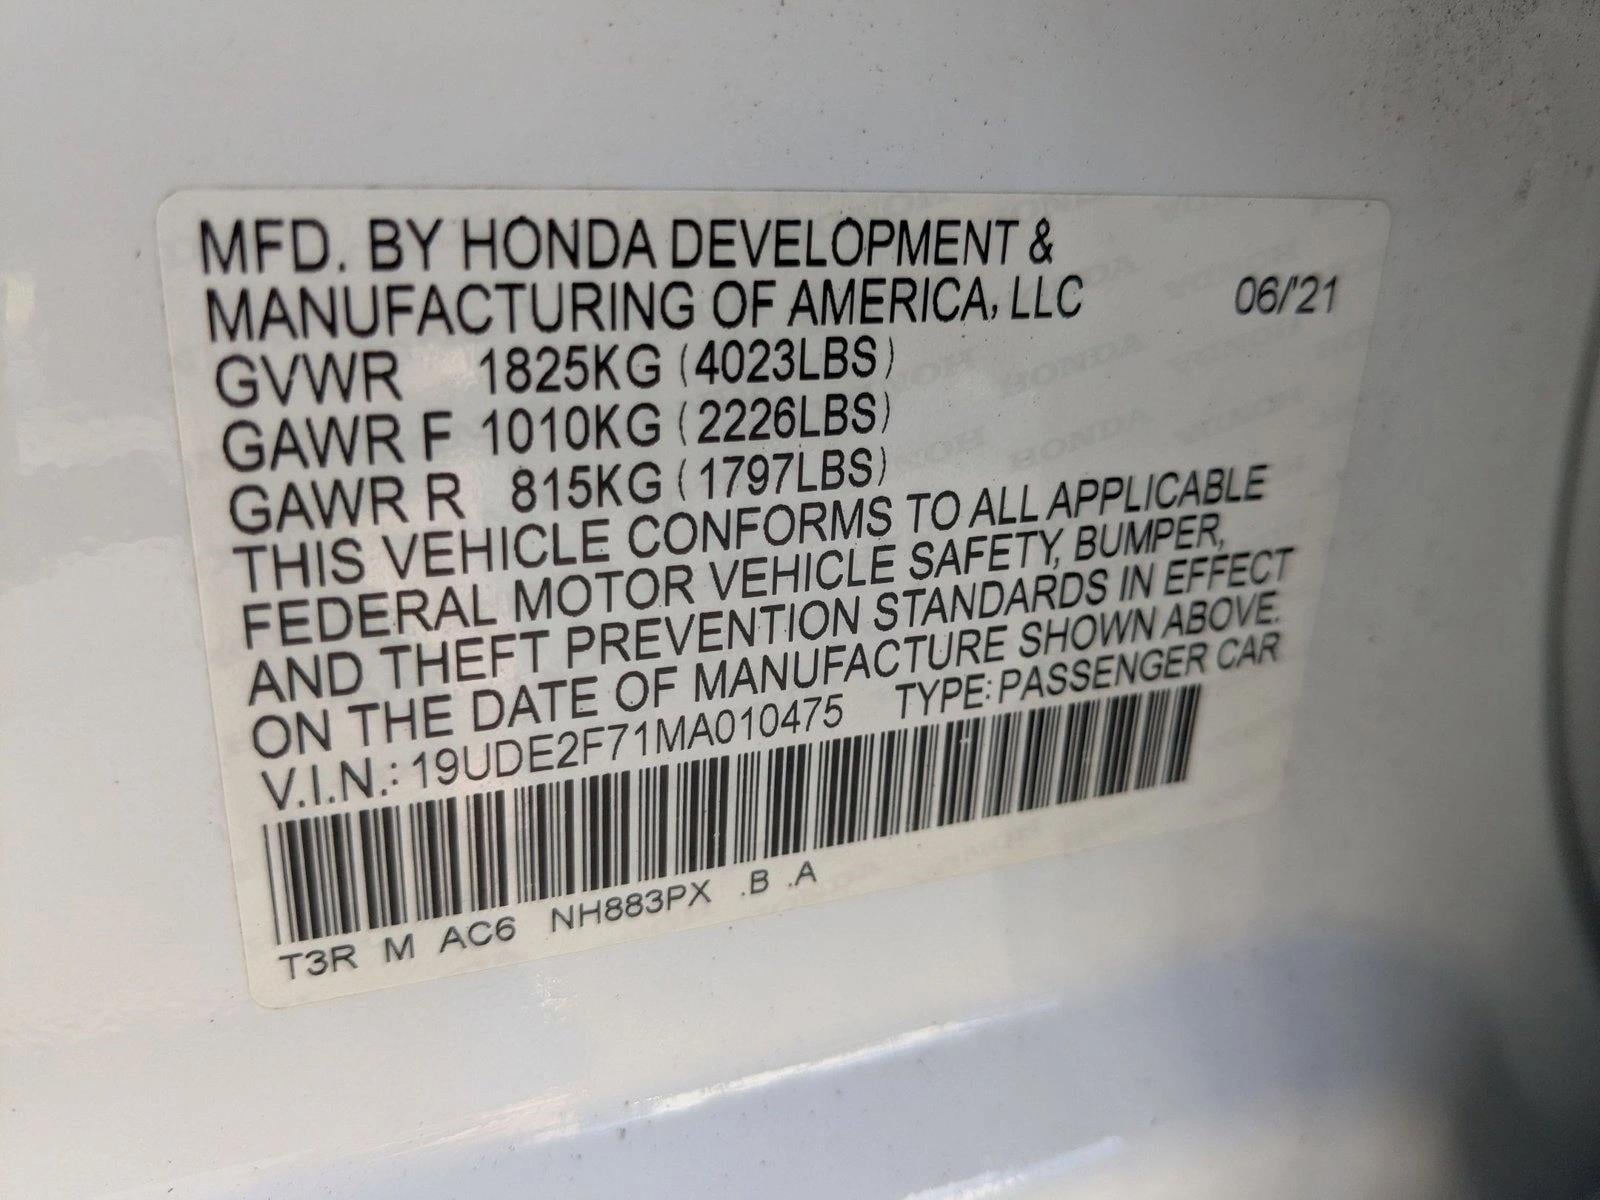 MFD. BY HONDA DEVELOPMENT &
MANUFACTURING OF AMERICA, LLC 06/'21
GVWR 1825KG (4023LBS)
GAWR F 1010KG (2226LBS)
GAWR R 815KG (1797LBS)
THIS VEHICLE CONFORMS TO ALL APPLICABLE
FEDERAL MOTOR VEHICLE SAFETY, BUMPER,
AND THEFT PREVENTION STANDARDS IN EFFECT
ON THE DATE OF MANUFACTURE SHOWN ABOVE.
V.I.N.: 19UDE2F71MA010475 TYPE: PASSENGER CAR
T3R M AC6 NH883PX .B .A